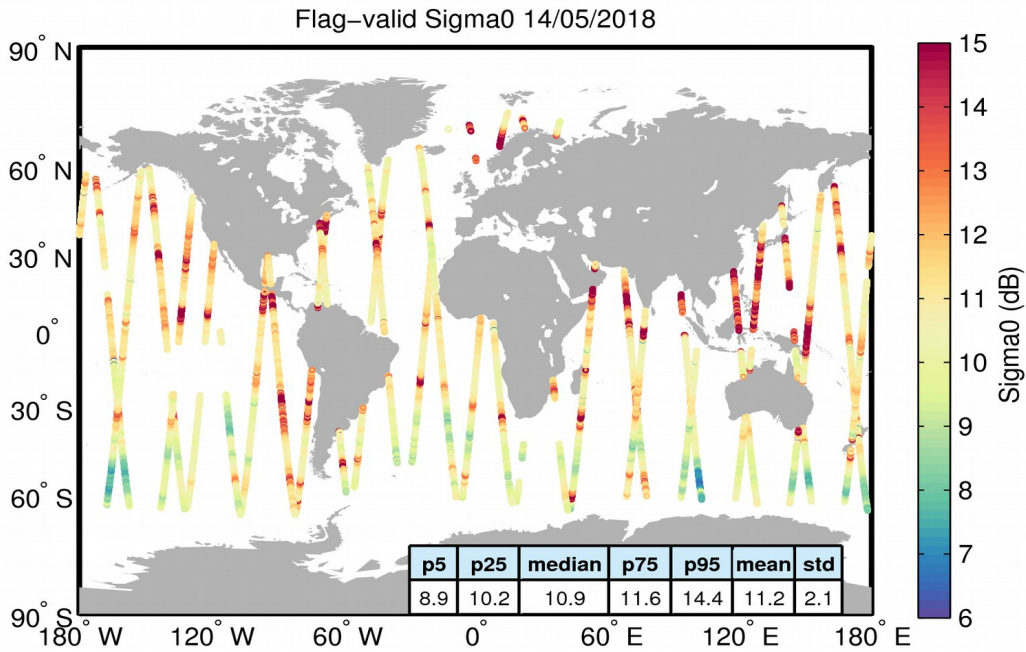 Flag−valid Sigma0 14/05/2018
90° N
60° N
30° N
0°
30° S
60° S
90° S
180° W
120° W
60° W
0°
60° E
120° E
180° E
p5 p25 median p75 p95 mean std
8.9 10.2 10.9 11.6 14.4 11.2 2.1
15
14
13
12
11
10
9
8
7
6
Sigma0 (dB)